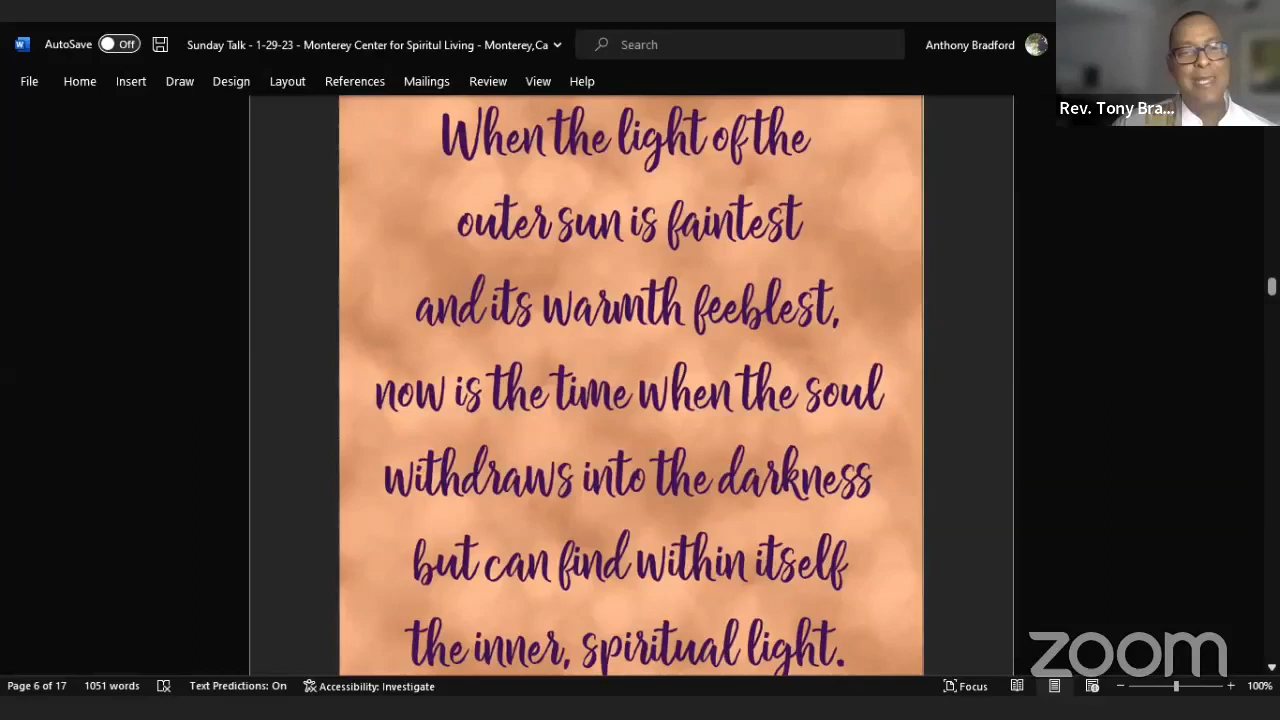 AutoSave Off Sunday Talk - 1-29-23 - Monterey Center for Spiritul Living - Monterey,Ca Search Anthony Bradford
File Home Insert Draw Design Layout References Mailings Review View Help
Rev. Tony Bra...
When the light of the
outer sun is faintest
and its warmth feeblest,
now is the time when the soul
withdraws into the darkness
but can find within itself
the inner, spiritual light.
zoom
Page 6 of 17 1051 words Text Predictions: On Accessibility: Investigate Focus 100%